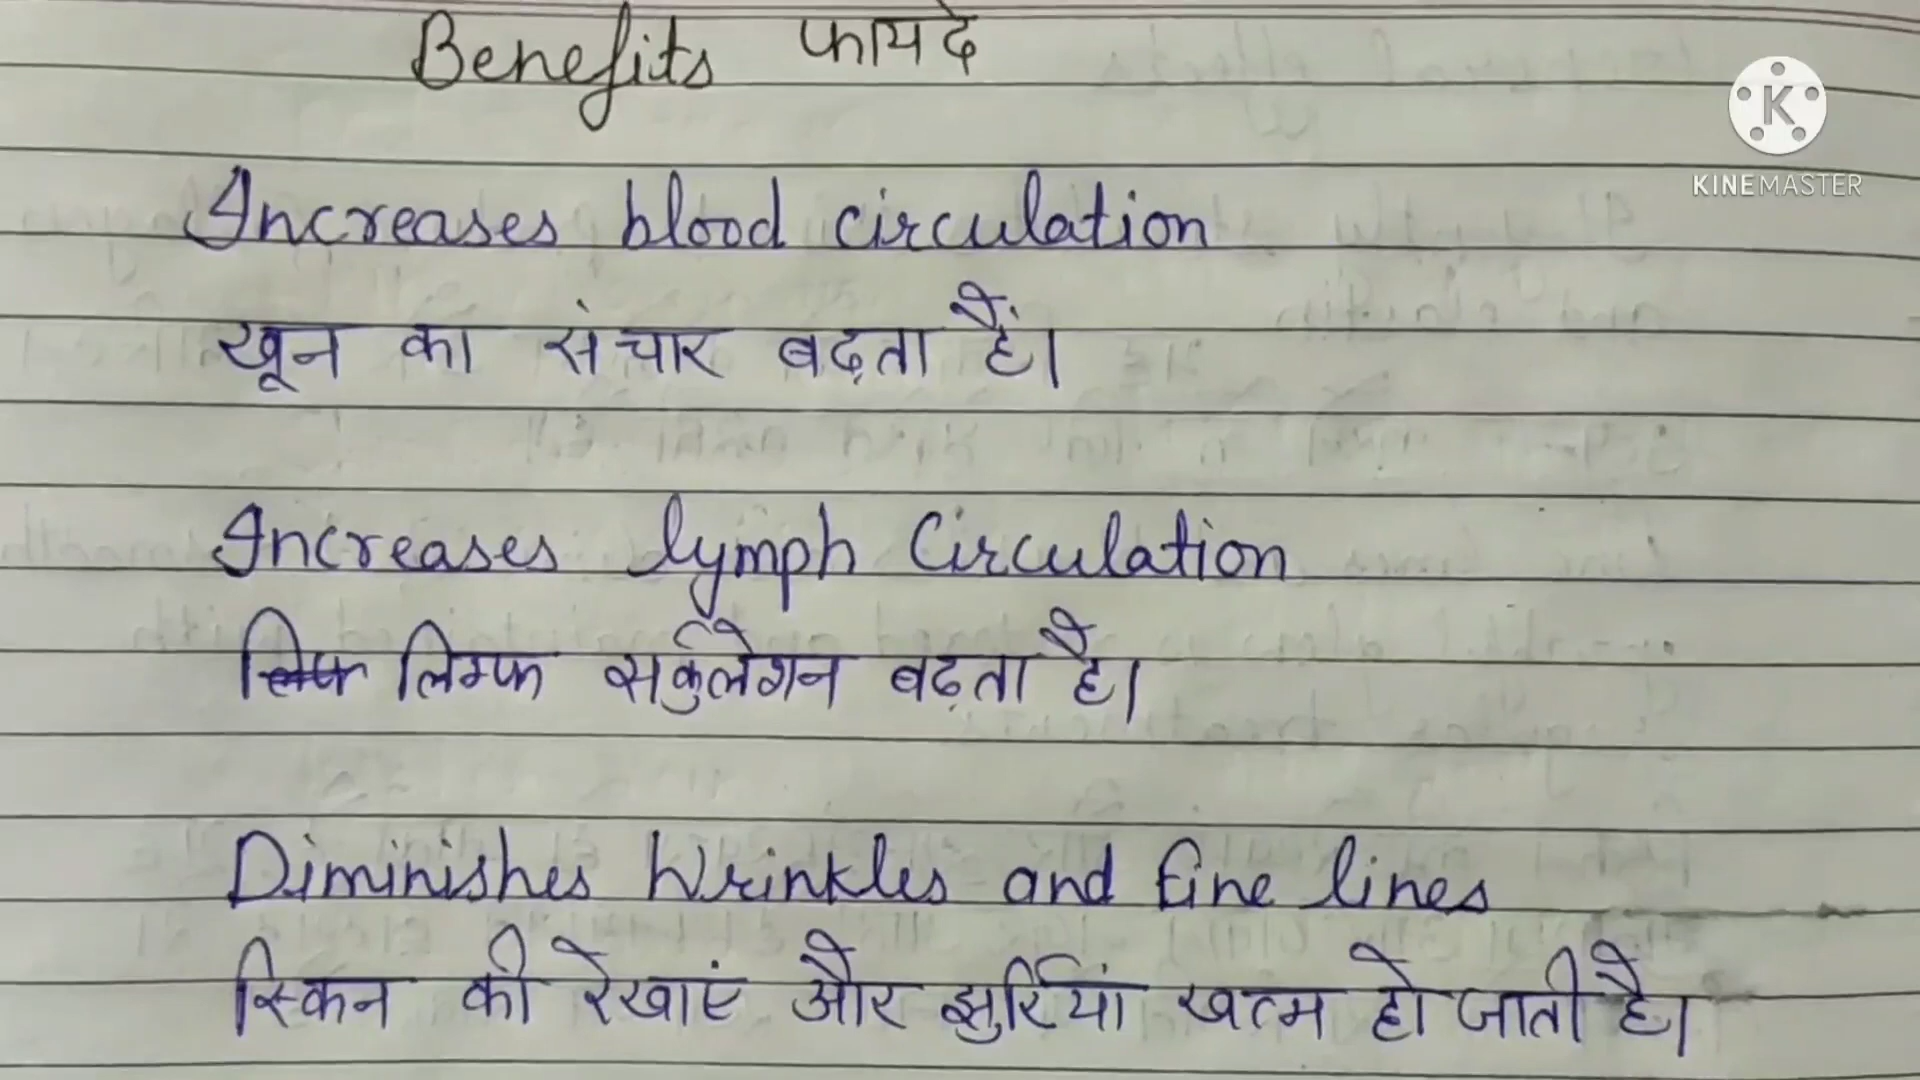 Benefits फायदे
K
KINEMASTER
Increases blood circulation
खून का संचार बढ़ता हैं।
Increases lymph Circulation
लिम्फ सर्कुलेशन बढ़ता है।
Diminishes Wrinkles and fine lines
स्किन की रेखाएं और झुर्रियां खत्म हो जाती है।